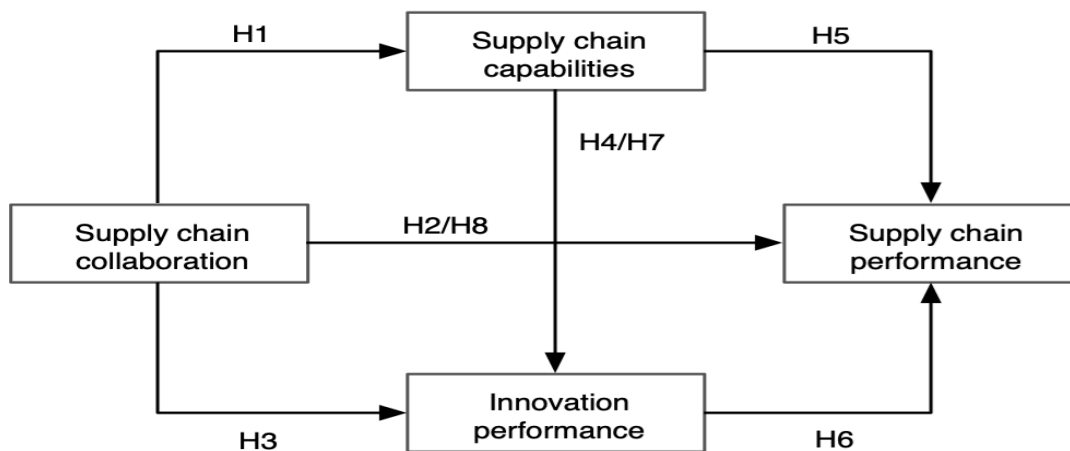 H1
Supply chain
capabilities
H5
H4/H7
Supply chain
collaboration
H2/H8
Supply chain
performance
Innovation
performance
H3
H6